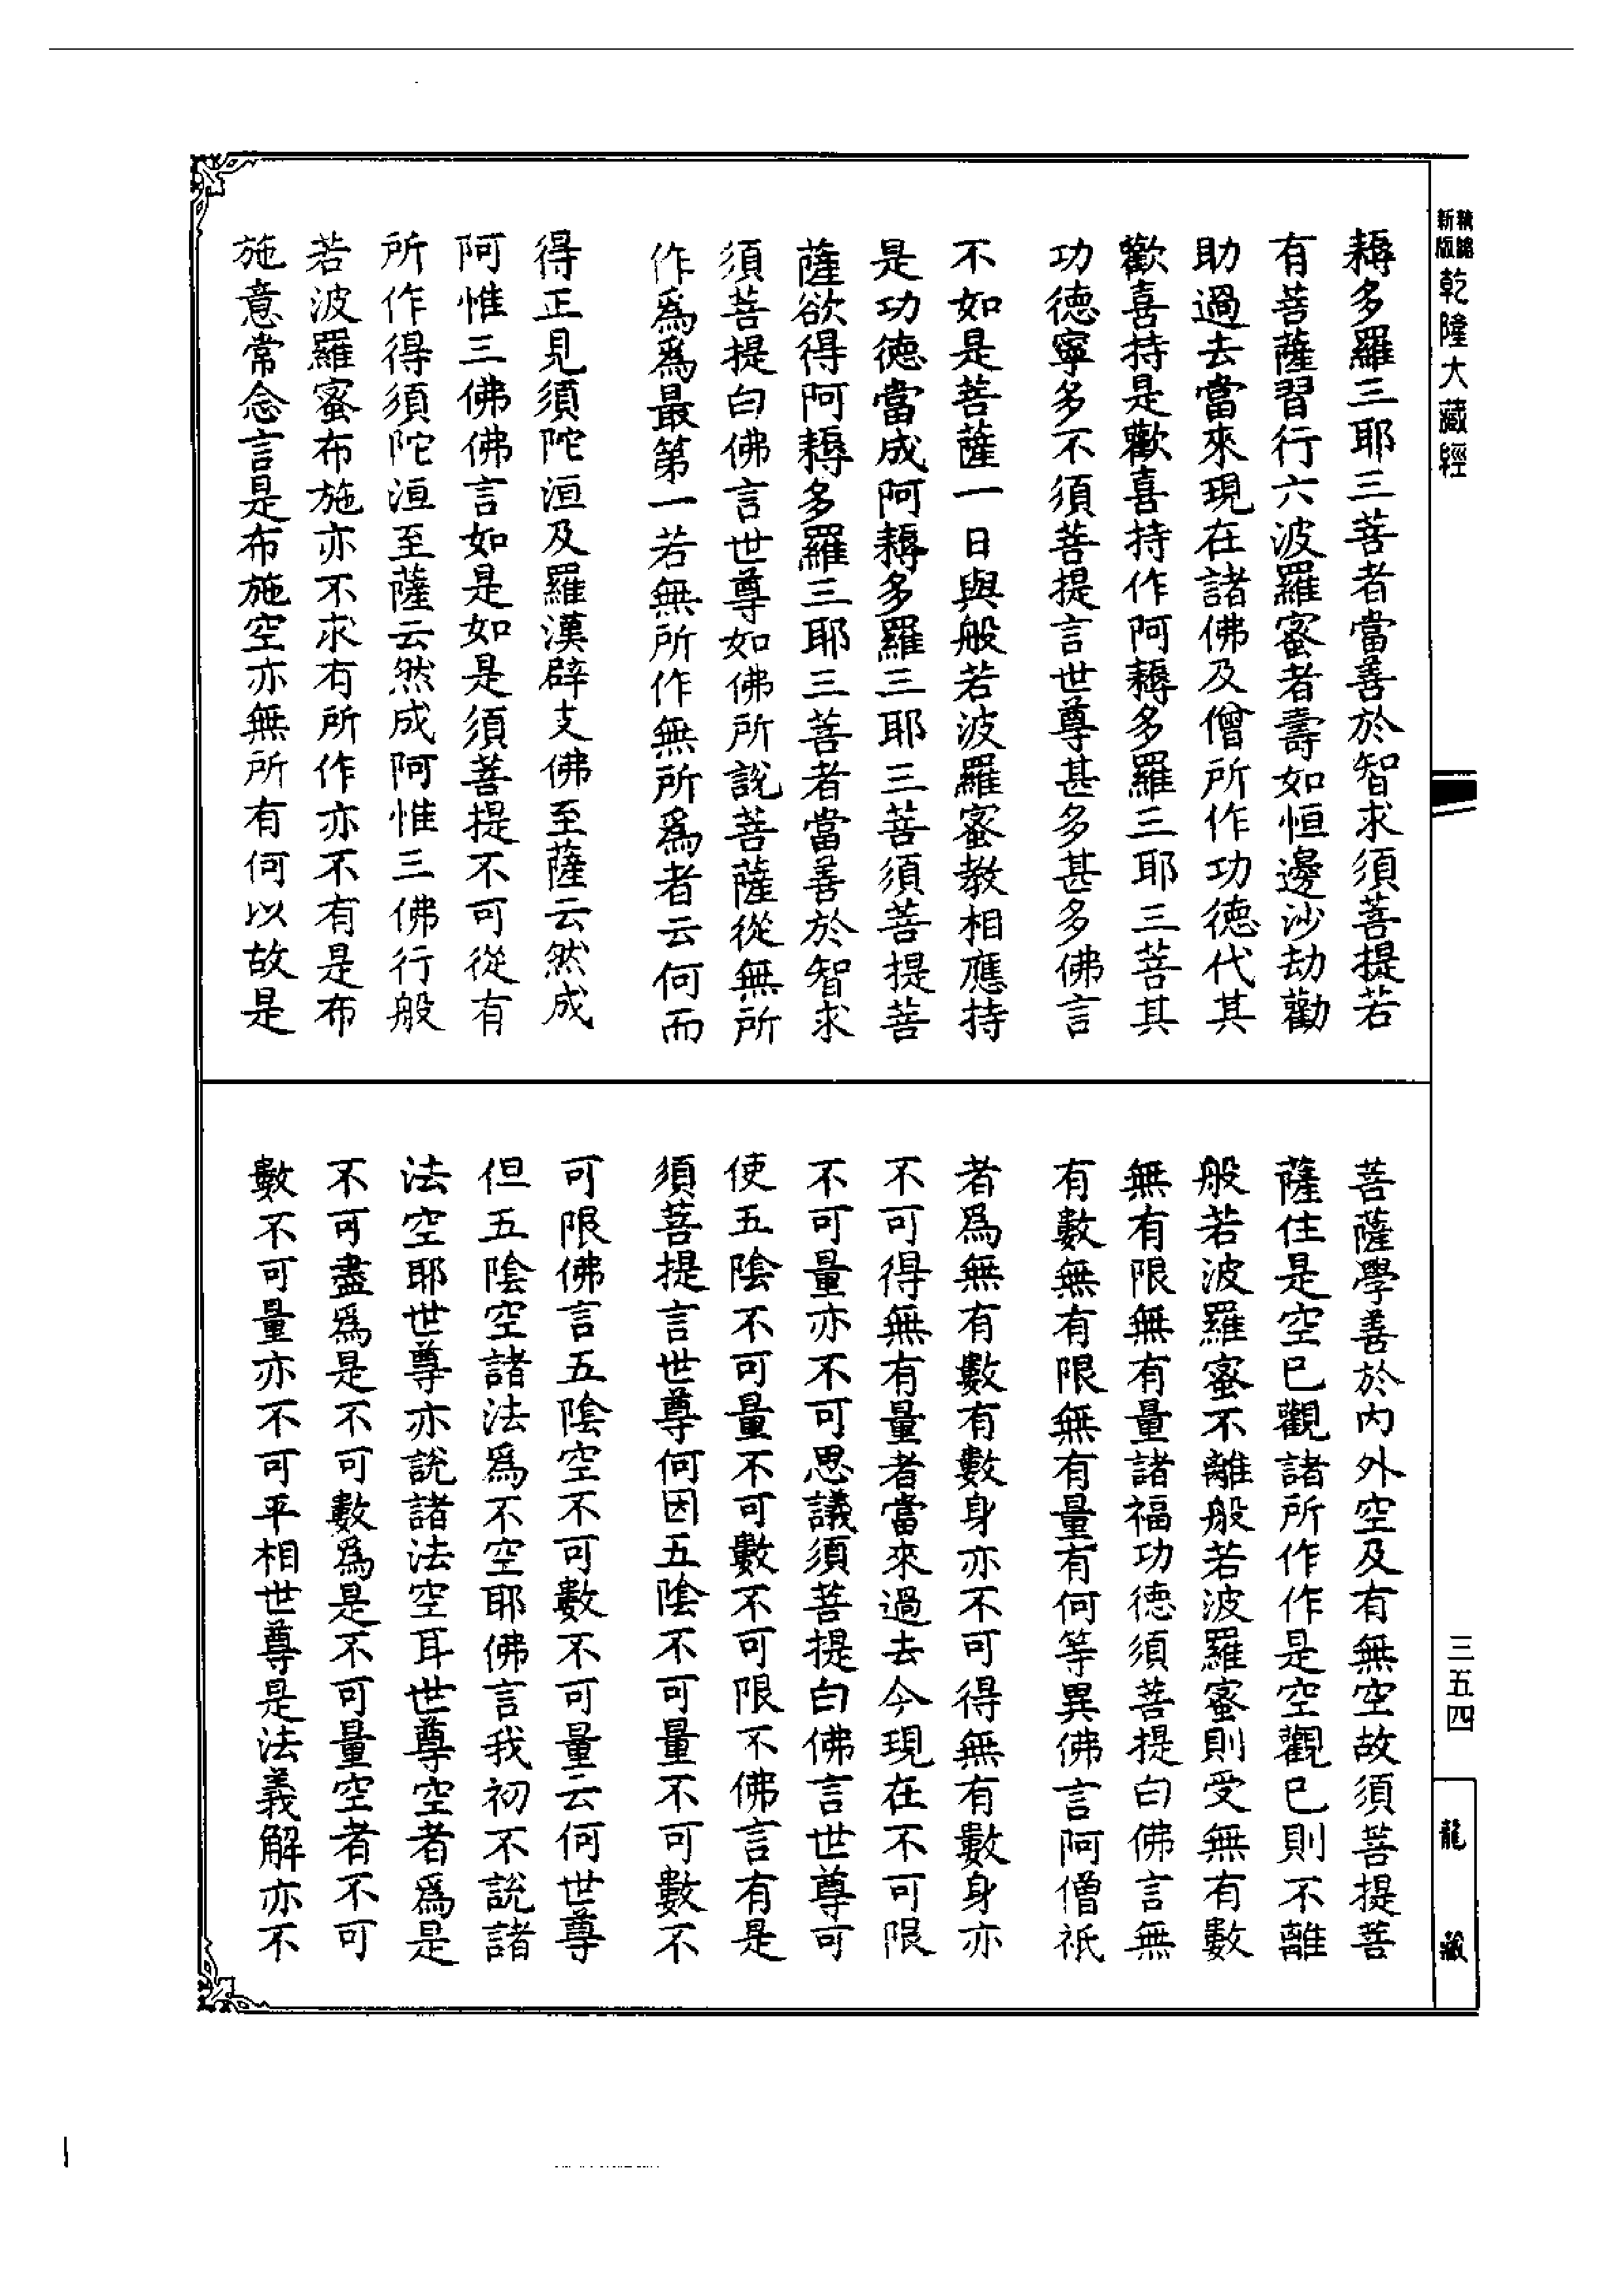 精繕
新版
乾隆大藏經
耨多羅三耶三菩者當善於智求須菩提若
有菩薩習行六波羅蜜者壽如恒邊沙劫勸
助過去當來現在諸佛及僧所作功德代其
歡喜持是歡喜持作阿耨多羅三耶三菩其
功德寧多不須菩提言世尊甚多甚多佛言
不如是菩薩一日與般若波羅蜜教相應持
是功德當成阿耨多羅三耶三菩須菩提菩
薩欲得阿耨多羅三耶三菩者當善於智求
須菩提白佛言世尊如佛所說菩薩從無所
作爲爲最第一若無所作無所爲者云何而
得正見須陀洹及羅漢辟支佛至薩云然成
阿惟三佛佛言如是如是須菩提不可從有
所作得須陀洹至薩云然成阿惟三佛行般
若波羅蜜布施亦不求有所作亦不有是布
施意常念言是布施空亦無所有何以故是
菩薩學善於內外空及有無空故須菩提菩
薩住是空已觀諸所作作是空觀已則不離
般若波羅蜜不離般若波羅蜜則受無有數
無有限無有量諸福功德須菩提白佛言無
有數無有限無有量有何等異佛言阿僧祇
者爲無有數有數身亦不可得無有數身亦
不可得無有量者當來過去今現在不可限
不可量亦不可思議須菩提白佛言世尊可
使五陰不可量不可數不可限不佛言有是
須菩提言世尊何因五陰不可量不可數不
可限佛言五陰空不可數不可量云何世尊
但五陰空諸法爲不空耶佛言我初不說諸
法空耶世尊亦說諸法空耳世尊空者爲是
不可盡爲是不可數爲是不可量空者不可
數不可量亦不可平相世尊是法義解亦不
三五四
龍藏